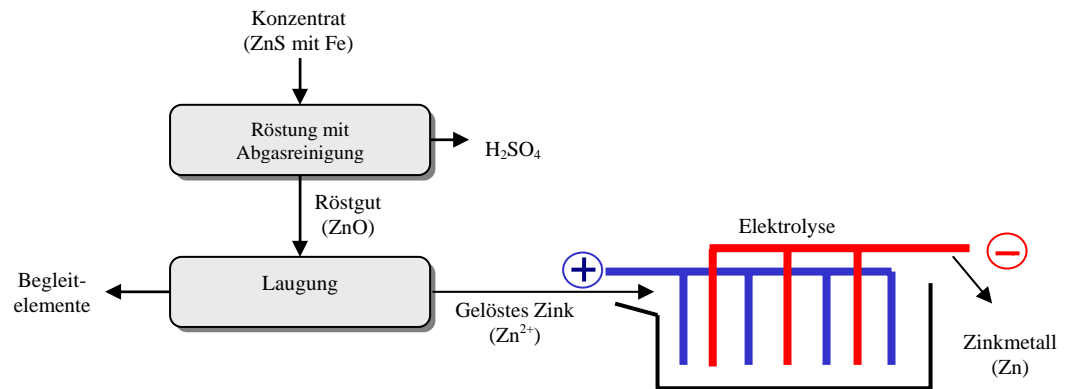 Konzentrat
(ZnS mit Fe)
Röstung mit
Abgasreinigung
H₂SO₄
Röstgut
(ZnO)
Elektrolyse
+
−
Begleit-
elemente
Laugung
Gelöstes Zink
(Zn²⁺)
Zinkmetall
(Zn)